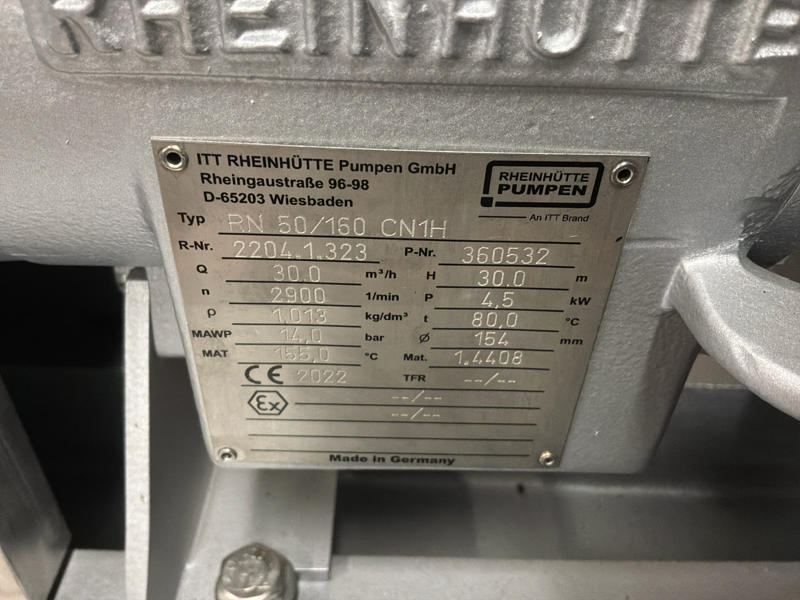 RHEINHÜTTE
ITT RHEINHÜTTE Pumpen GmbH
Rheingaustraße 96-98
D-65203 Wiesbaden
RHEINHÜTTE
PUMPEN
An ITT Brand
Typ RN 50/160 CN1H
R-Nr. 2204.1.323 P-Nr. 360532
Q 30.0 m³/h H 30.0 m
n 2900 1/min P 4,5 kW
ρ 1,013 kg/dm³ t 80,0 °C
MAWP 14,0 bar Ø 154 mm
MAT 155,0 °C Mat. 1.4408
CE 2022 TFR --/--
Ex --/--
--/--
Made in Germany